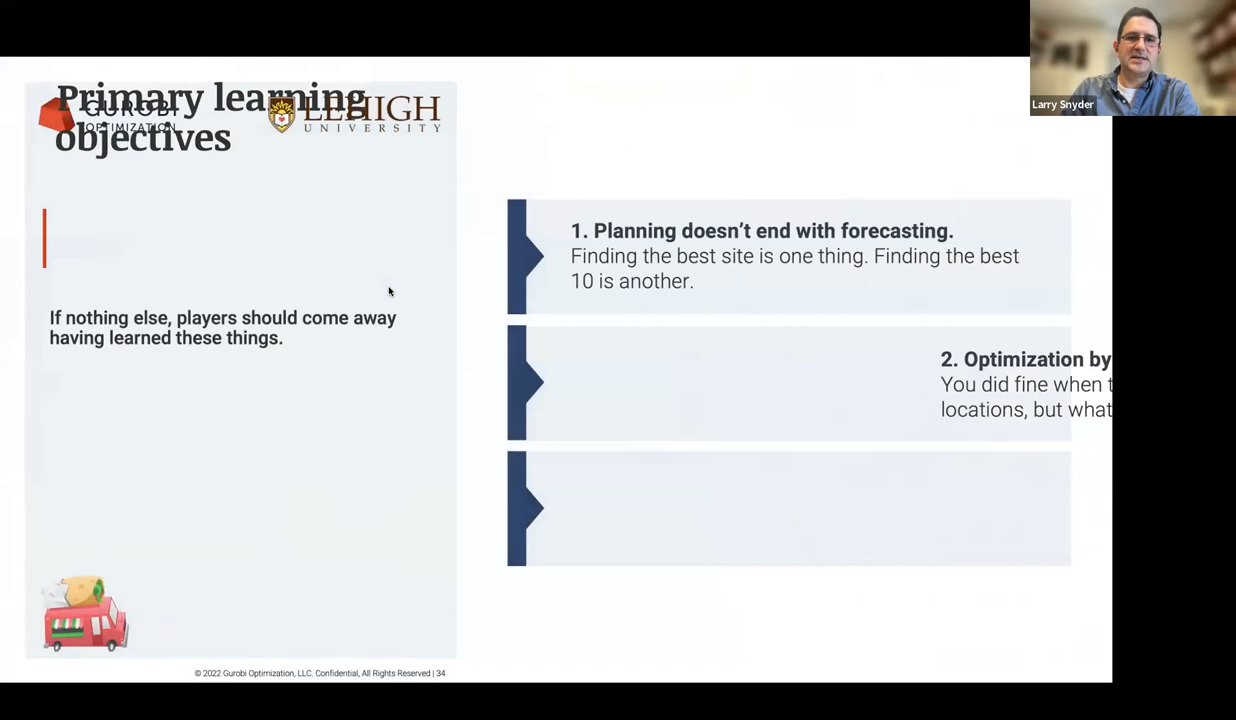 Larry Snyder
GUROBI
OPTIMIZATION
LEHIGH
UNIVERSITY
Primary learning
objectives
If nothing else, players should come away
having learned these things.
1. Planning doesn’t end with forecasting.
Finding the best site is one thing. Finding the best
10 is another.
2. Optimization by
You did fine when t
locations, but what
© 2022 Gurobi Optimization, LLC. Confidential, All Rights Reserved | 34